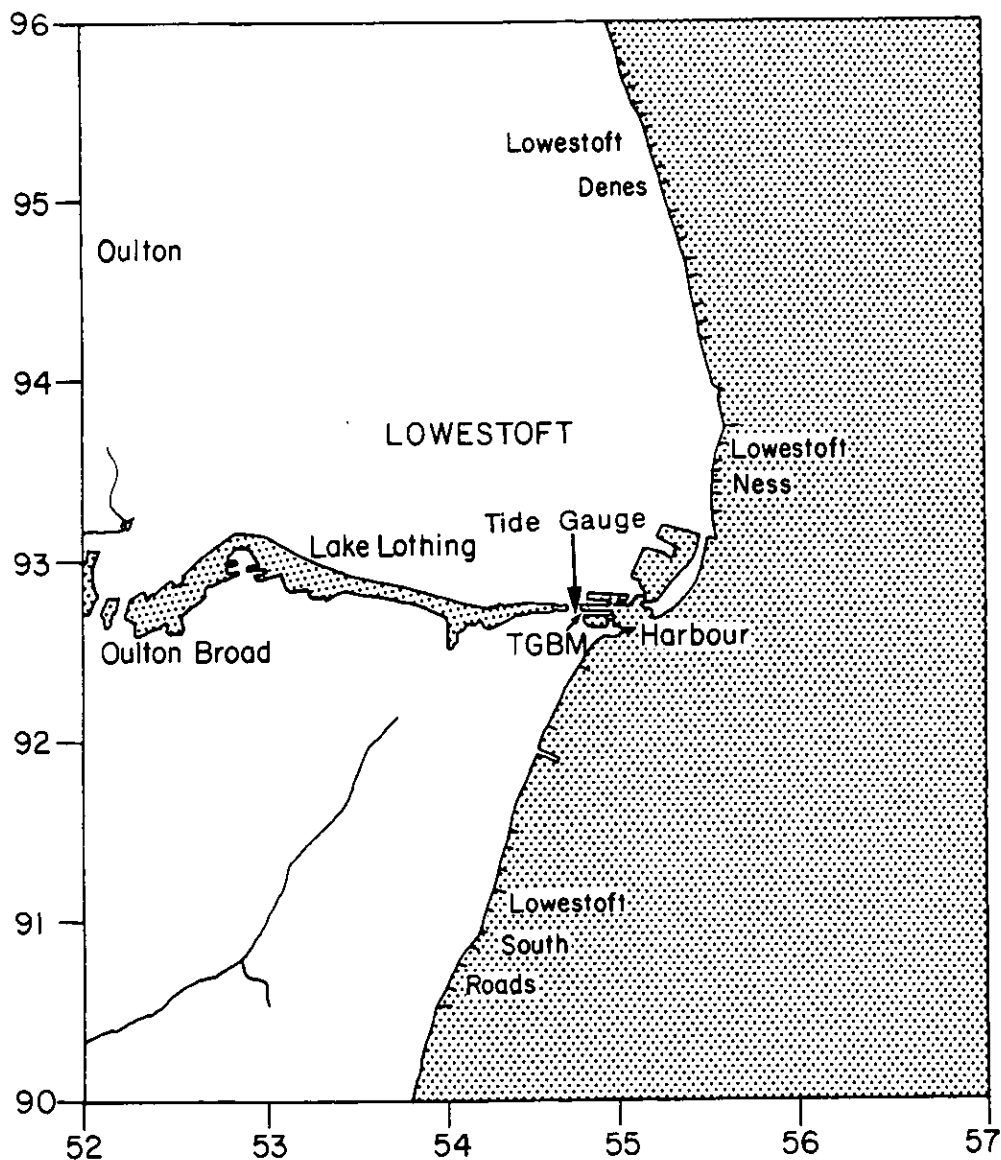 96
Lowestoft
Denes
95
Oulton
94
LOWESTOFT
Lowestoft
Ness
Tide Gauge
93
Lake Lothing
Oulton Broad
TGBM
Harbour
92
91
Lowestoft
South
Roads
90
52 53 54 55 56 57